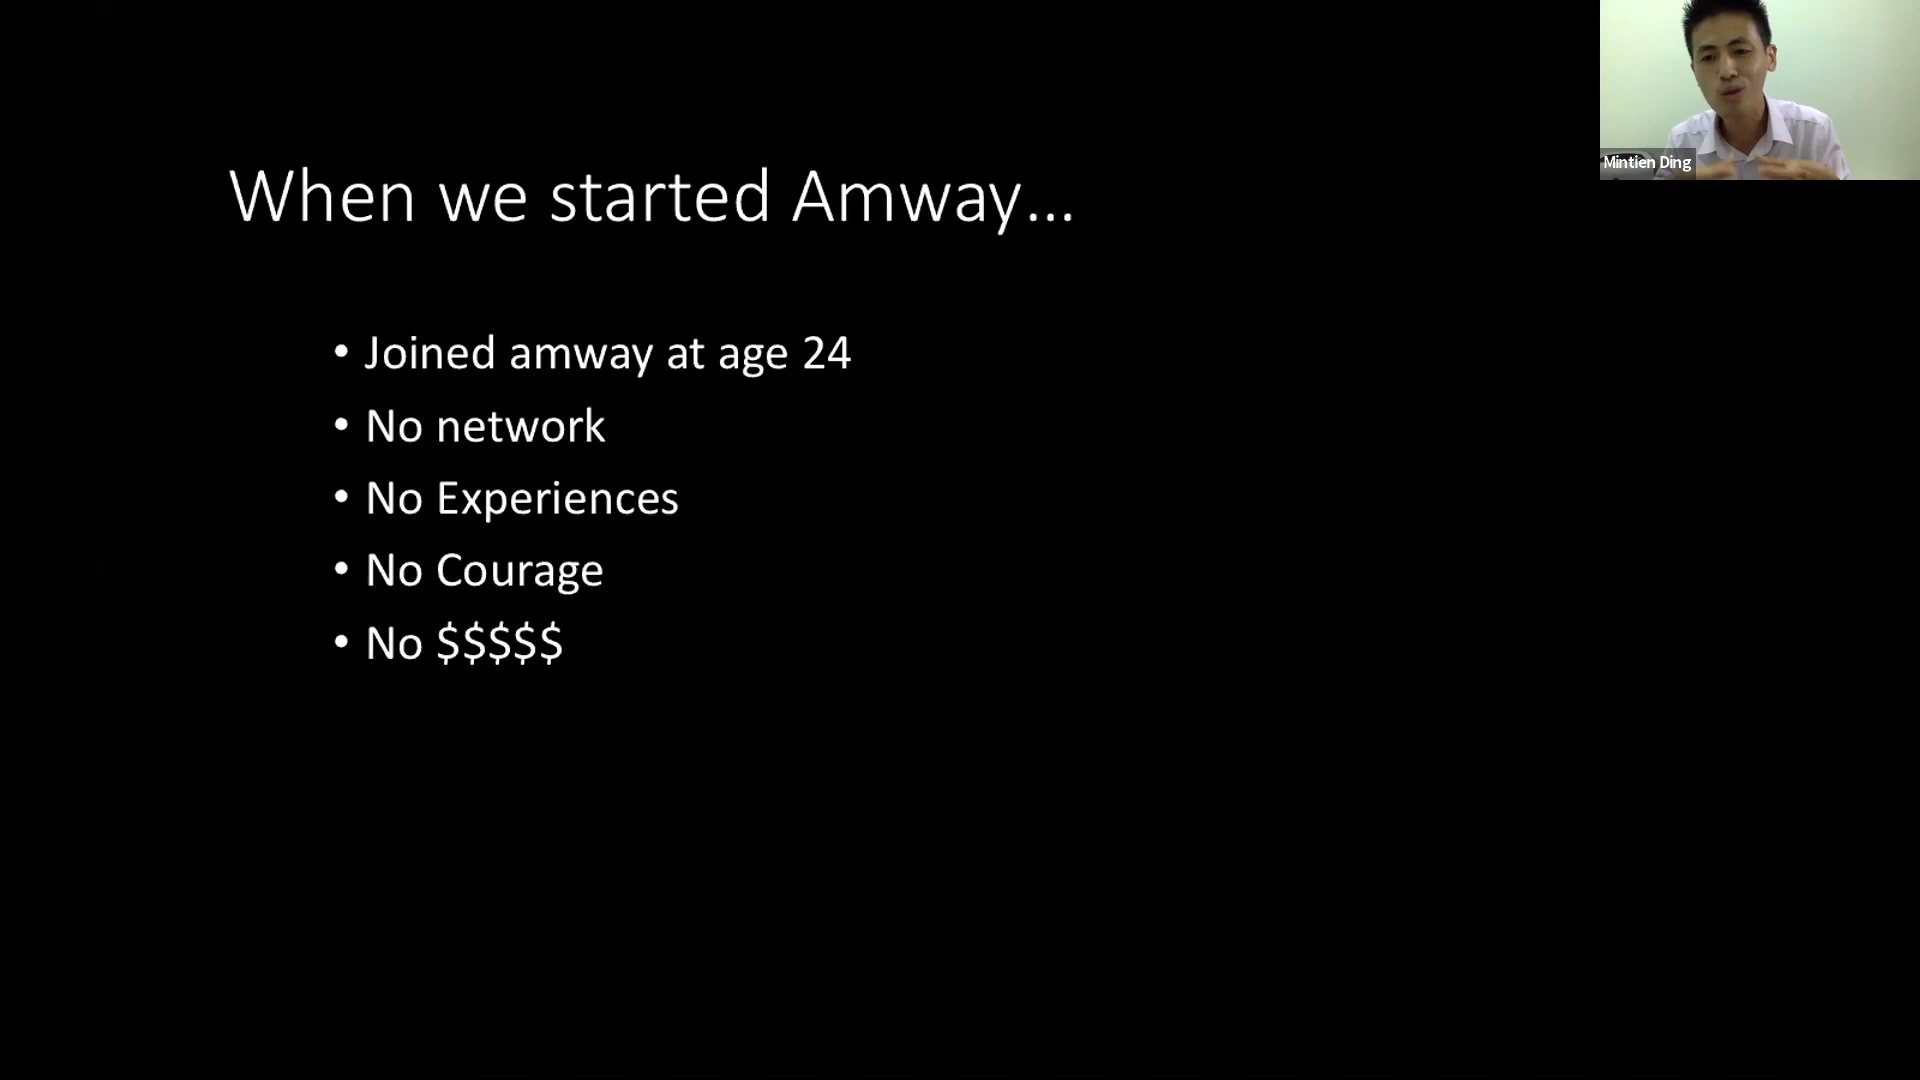 When we started Amway...
• Joined amway at age 24
• No network
• No Experiences
• No Courage
• No $$$$$
Mintien Ding